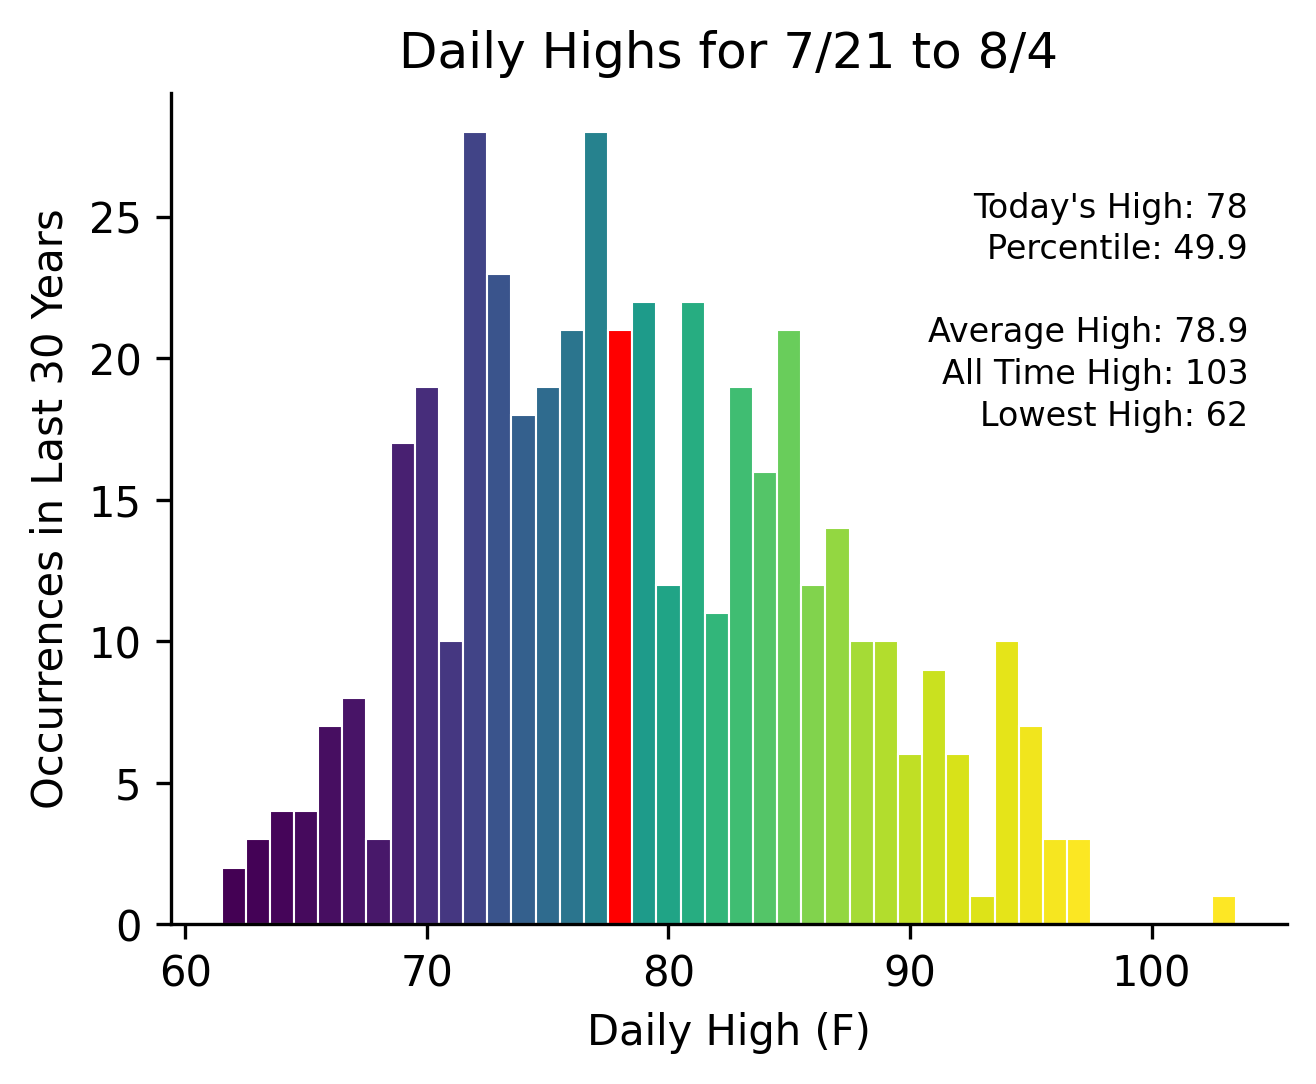 Daily Highs for 7/21 to 8/4
Occurrences in Last 30 Years
25
20
15
10
5
0
Today's High: 78
Percentile: 49.9
Average High: 78.9
All Time High: 103
Lowest High: 62
60 70 80 90 100
Daily High (F)